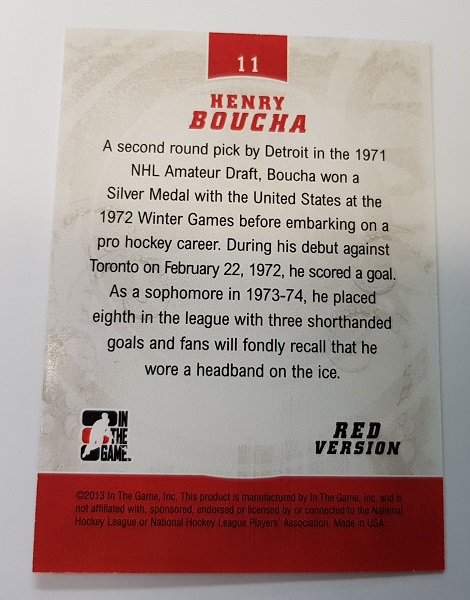 11
HENRY
BOUCHA
A second round pick by Detroit in the 1971
NHL Amateur Draft, Boucha won a
Silver Medal with the United States at the
1972 Winter Games before embarking on a
pro hockey career. During his debut against
Toronto on February 22, 1972, he scored a goal.
As a sophomore in 1973-74, he placed
eighth in the league with three shorthanded
goals and fans will fondly recall that he
wore a headband on the ice.
IN
THE
GAME.
RED
VERSION
©2013 In The Game, Inc. This product is manufactured by In The Game, Inc. and is
not affiliated with, sponsored, endorsed or licensed by or connected to the National
Hockey League or National Hockey League Players' Association. Made in USA.